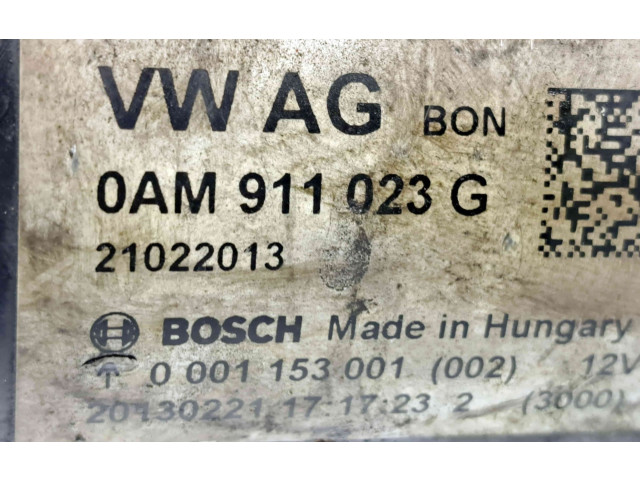 VW AG BON
0AM 911 023 G
21022013
BOSCH Made in Hungary
0 001 153 001 (002) 12V
20130221 17:17:23 2 (3000)